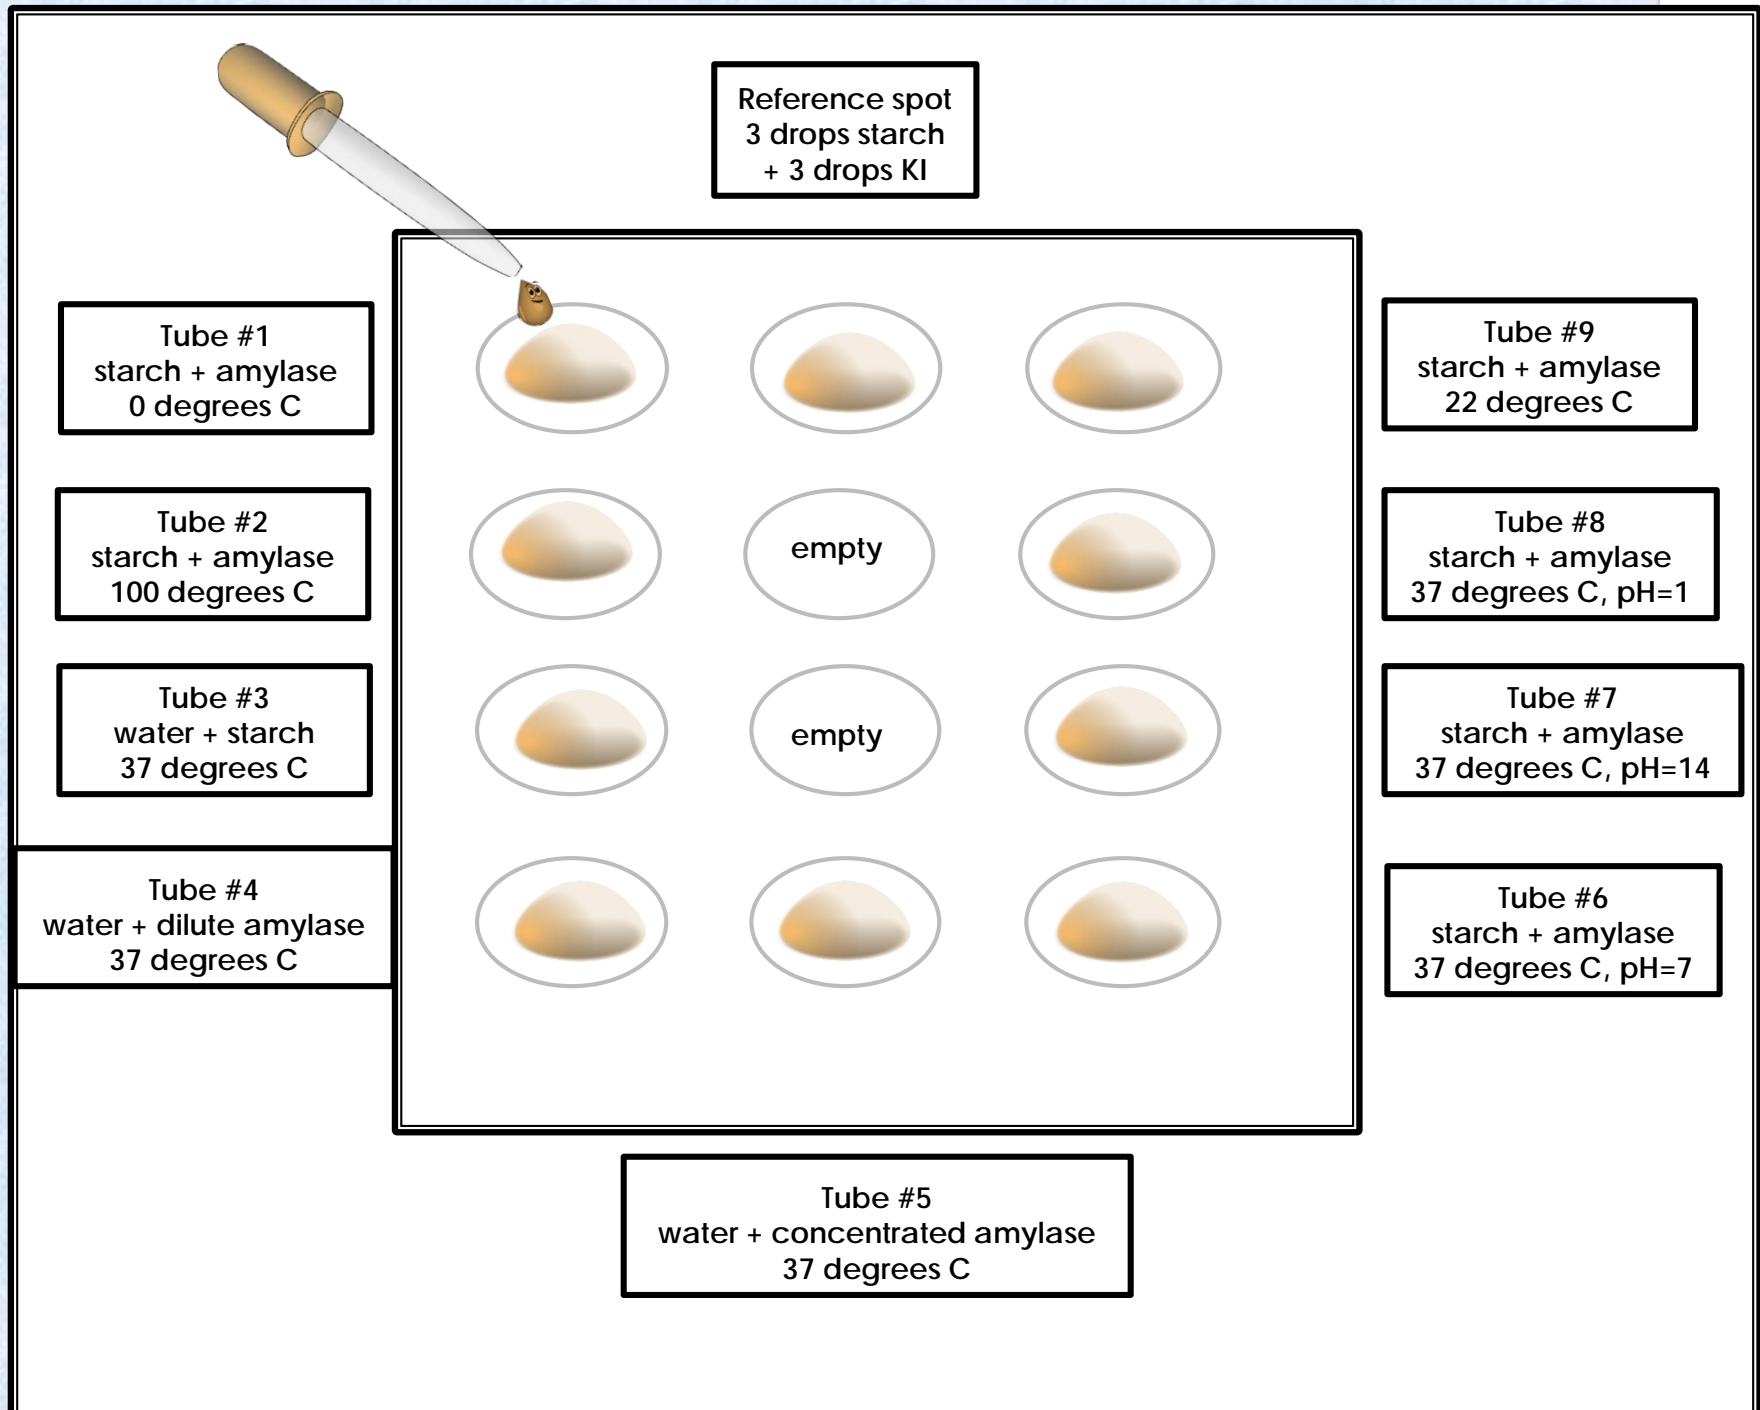 Reference spot
3 drops starch
+ 3 drops KI
Tube #1
starch + amylase
0 degrees C
Tube #9
starch + amylase
22 degrees C
Tube #2
starch + amylase
100 degrees C
empty
Tube #8
starch + amylase
37 degrees C, pH=1
Tube #3
water + starch
37 degrees C
empty
Tube #7
starch + amylase
37 degrees C, pH=14
Tube #4
water + dilute amylase
37 degrees C
Tube #6
starch + amylase
37 degrees C, pH=7
Tube #5
water + concentrated amylase
37 degrees C